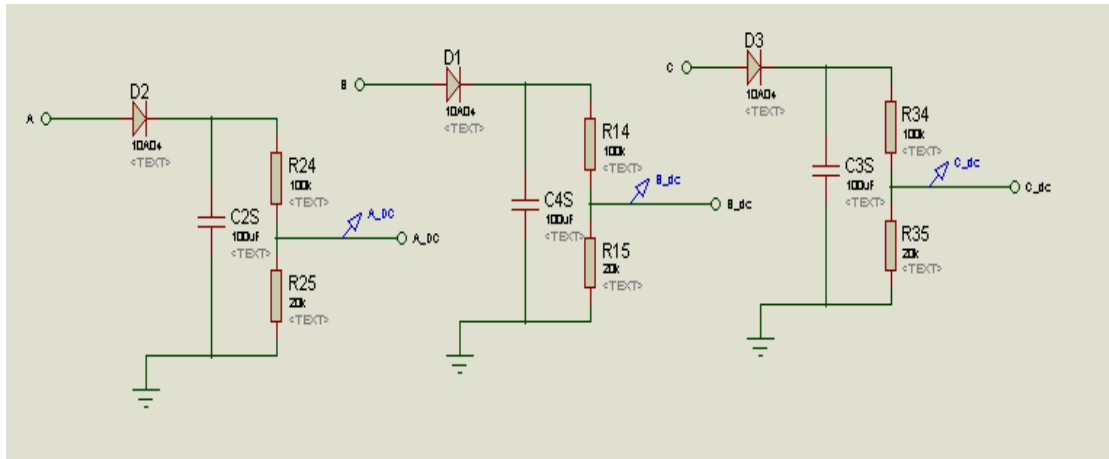 A
D2
10A04
<TEXT>
R24
100k
<TEXT>
C2S
100uF
<TEXT>
A_DC
A_DC
R25
20k
<TEXT>
B
D1
10A04
<TEXT>
R14
100k
<TEXT>
C4S
100uF
<TEXT>
B_dc
B_dc
R15
20k
<TEXT>
C
D3
10A04
<TEXT>
R34
100k
<TEXT>
C3S
100uF
<TEXT>
C_dc
C_dc
R35
20k
<TEXT>